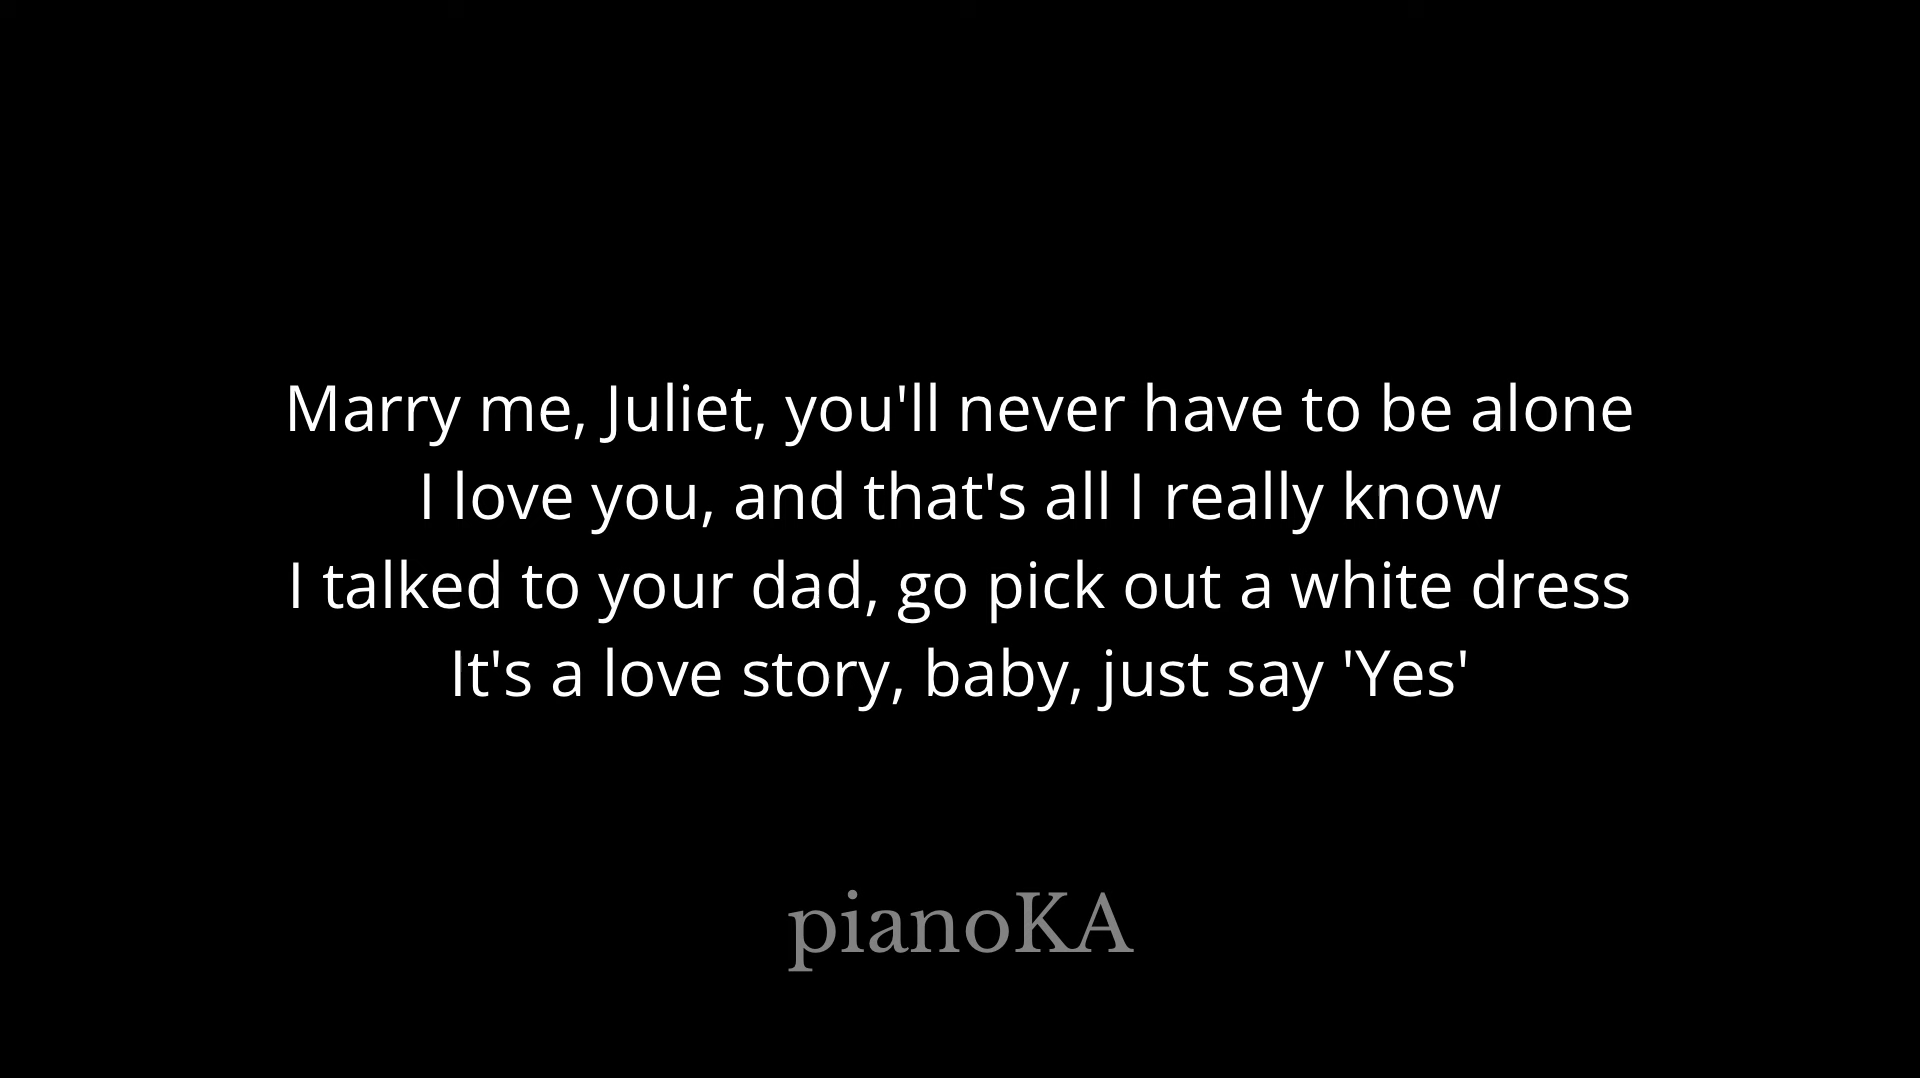 Marry me, Juliet, you'll never have to be alone
I love you, and that's all I really know
I talked to your dad, go pick out a white dress
It's a love story, baby, just say 'Yes'
pianoKA